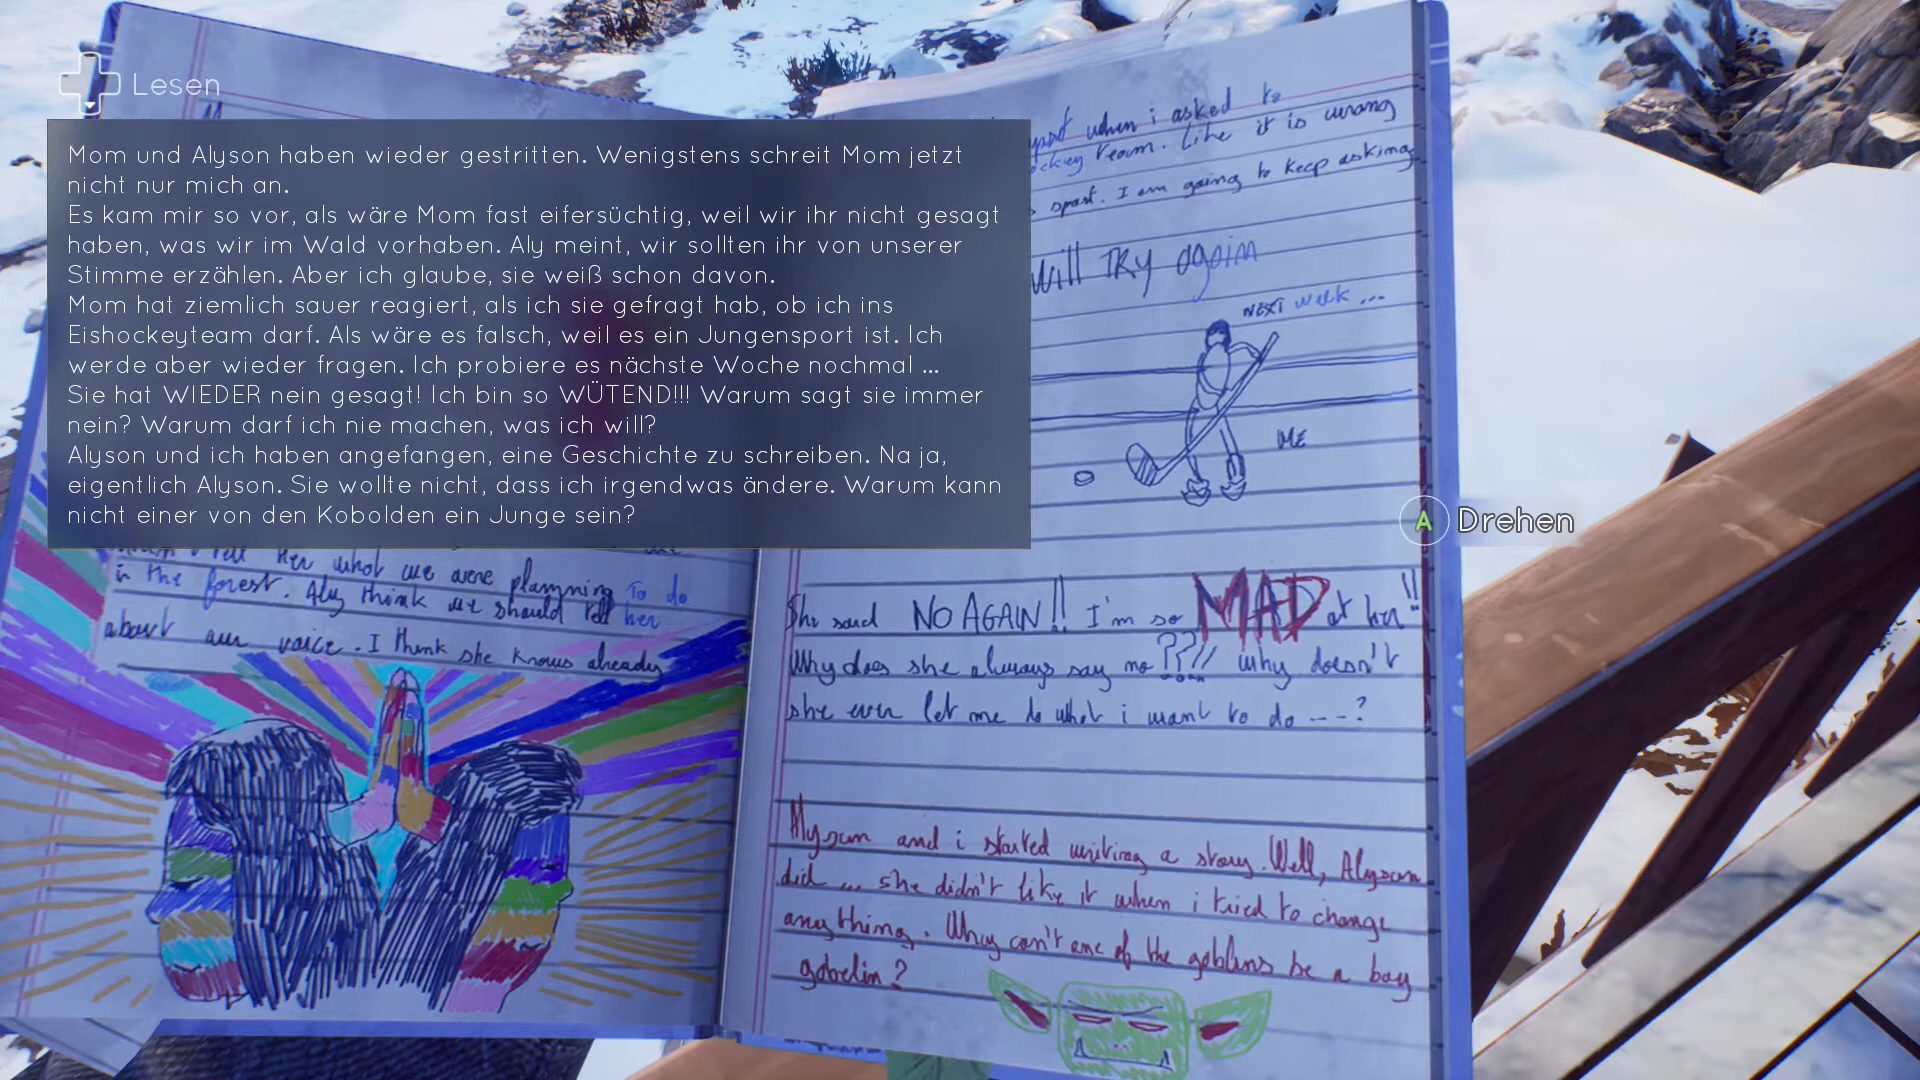 Lesen
Mom und Alyson haben wieder gestritten. Wenigstens schreit Mom jetzt
nicht nur mich an.
Es kam mir so vor, als wäre Mom fast eifersüchtig, weil wir ihr nicht gesagt
haben, was wir im Wald vorhaben. Aly meint, wir sollten ihr von unserer
Stimme erzählen. Aber ich glaube, sie weiß schon davon.
Mom hat ziemlich sauer reagiert, als ich sie gefragt hab, ob ich ins
Eishockeyteam darf. Als wäre es falsch, weil es ein Jungensport ist. Ich
werde aber wieder fragen. Ich probiere es nächste Woche nochmal ...
Sie hat WIEDER nein gesagt! Ich bin so WÜTEND!!! Warum sagt sie immer
nein? Warum darf ich nie machen, was ich will?
Alyson und ich haben angefangen, eine Geschichte zu schreiben. Na ja,
eigentlich Alyson. Sie wollte nicht, dass ich irgendwas ändere. Warum kann
nicht einer von den Kobolden ein Junge sein?
tell her what we were planning to do
in the forest. Aly think we should tell her
about our voice. I think she knows already
when i asked to
team. Like it is wrong
sport. I am going to keep asking
will TRY again
NEXT week ...
ME
A Drehen
She said NO AGAIN!! I'm so MAD at her!!
Why does she always say no ??!! why doesn't
she ever let me do what i want to do ---?
Alyson and i started writing a story. Well, Alyson
did ... she didn't like it when i tried to change
anything. Why can't one of the goblins be a boy
gobelin?